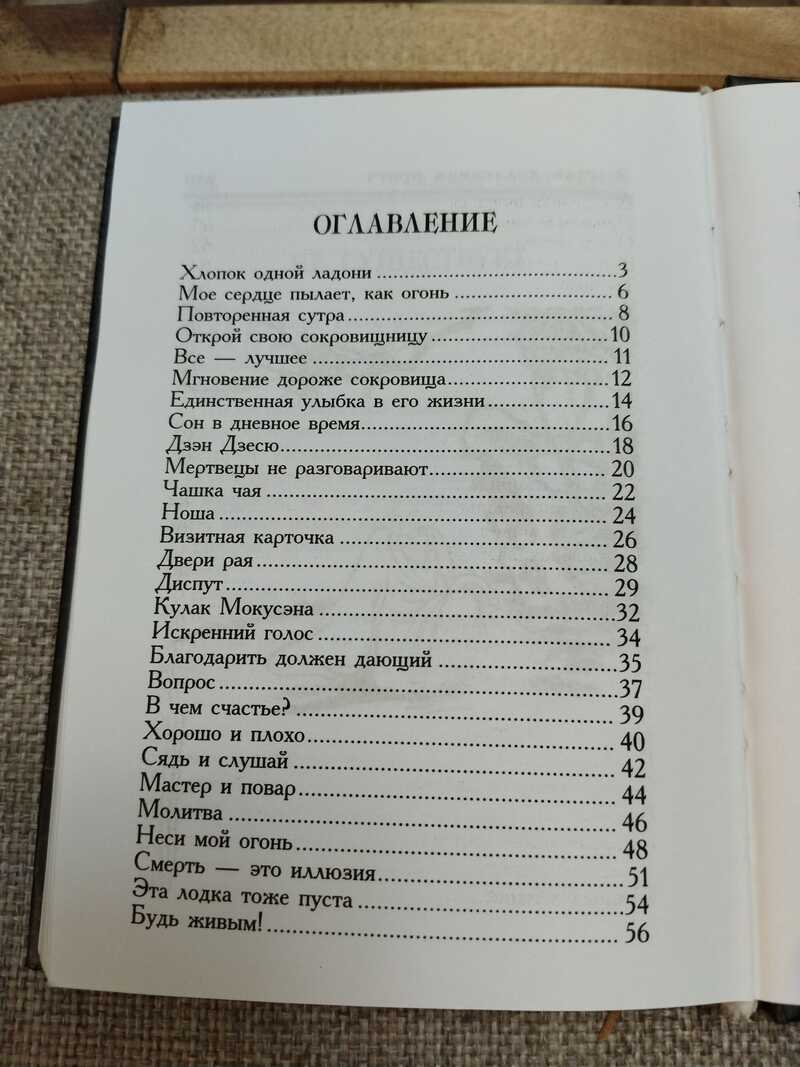 ОГЛАВЛЕНИЕ
Хлопок одной ладони ........ 3
Мое сердце пылает, как огонь ........ 6
Повторенная сутра ........ 8
Открой свою сокровищницу ........ 10
Все — лучшее ........ 11
Мгновение дороже сокровища ........ 12
Единственная улыбка в его жизни ........ 14
Сон в дневное время ........ 16
Дзэн Дзесю ........ 18
Мертвецы не разговаривают ........ 20
Чашка чая ........ 22
Ноша ........ 24
Визитная карточка ........ 26
Двери рая ........ 28
Диспут ........ 29
Кулак Мокусэна ........ 32
Искренний голос ........ 34
Благодарить должен дающий ........ 35
Вопрос ........ 37
В чем счастье? ........ 39
Хорошо и плохо ........ 40
Сядь и слушай ........ 42
Мастер и повар ........ 44
Молитва ........ 46
Неси мой огонь ........ 48
Смерть — это иллюзия ........ 51
Эта лодка тоже пуста ........ 54
Будь живым! ........ 56